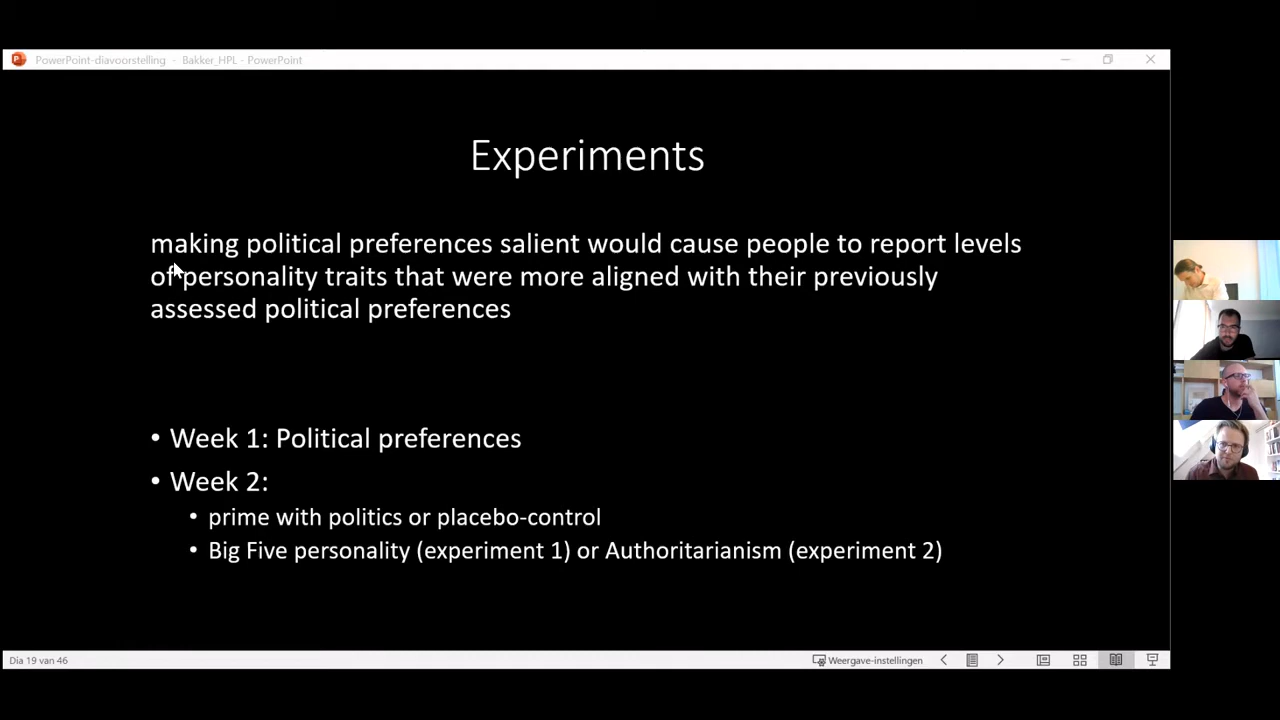 PowerPoint-diavoorstelling - Bakker_HPL - PowerPoint
Experiments
making political preferences salient would cause people to report levels
of personality traits that were more aligned with their previously
assessed political preferences
• Week 1: Political preferences
• Week 2:
• prime with politics or placebo-control
• Big Five personality (experiment 1) or Authoritarianism (experiment 2)
Dia 19 van 46 Weergave-instellingen